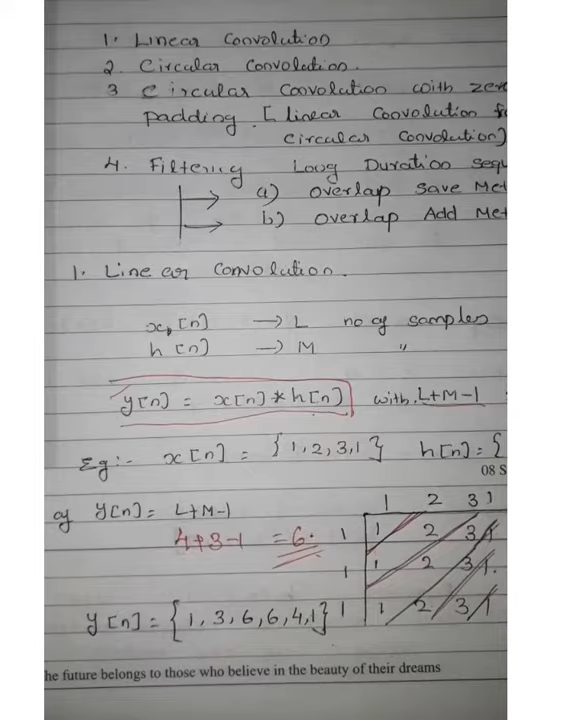 1. Linear Convolution
2. Circular Convolution.
3 Circular Convolution with zero
padding. [linear Convolution
circular Convolution]
4. Filtering Long Duration
a) overlap save
b) overlap Add
1. Linear Convolution.
x[n] → L no of samples
h[n] → M "
y[n] = x[n] * h[n] with L+M-1
Eg:- x[n] = {1, 2, 3, 1} h[n] = {
08 S
of y[n] = L+M-1
4+3-1 = 6.
1 2 3 1
1 1 2 3 1
1 1 2 3 1.
1 1 2 3 1
y[n] = {1, 3, 6, 6, 4, 1}
he future belongs to those who believe in the beauty of their dreams